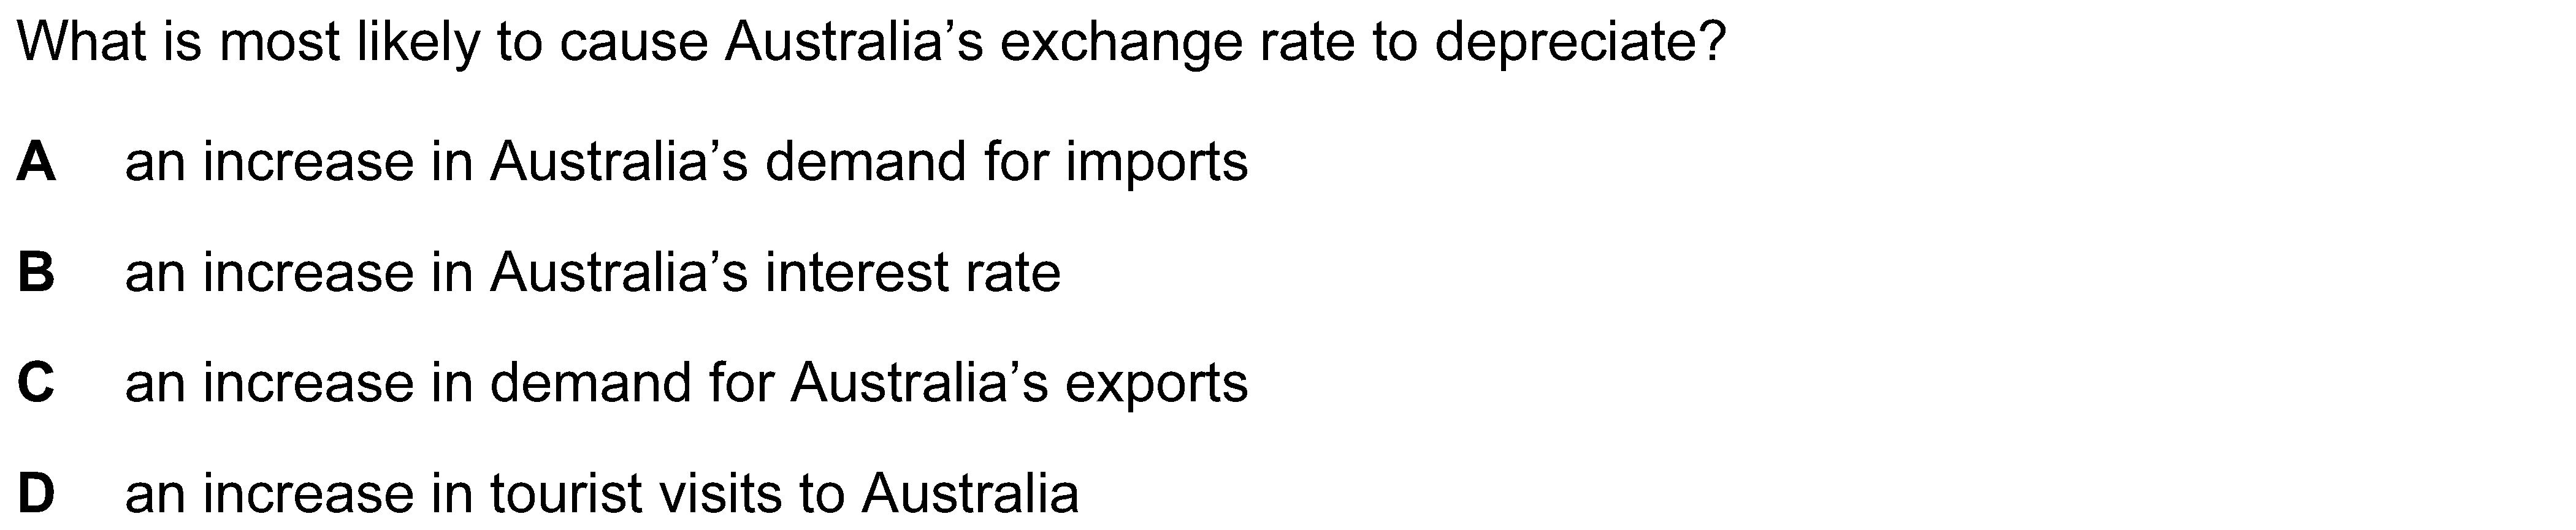 What is most likely to cause Australia’s exchange rate to depreciate?
A an increase in Australia’s demand for imports
B an increase in Australia’s interest rate
C an increase in demand for Australia’s exports
D an increase in tourist visits to Australia